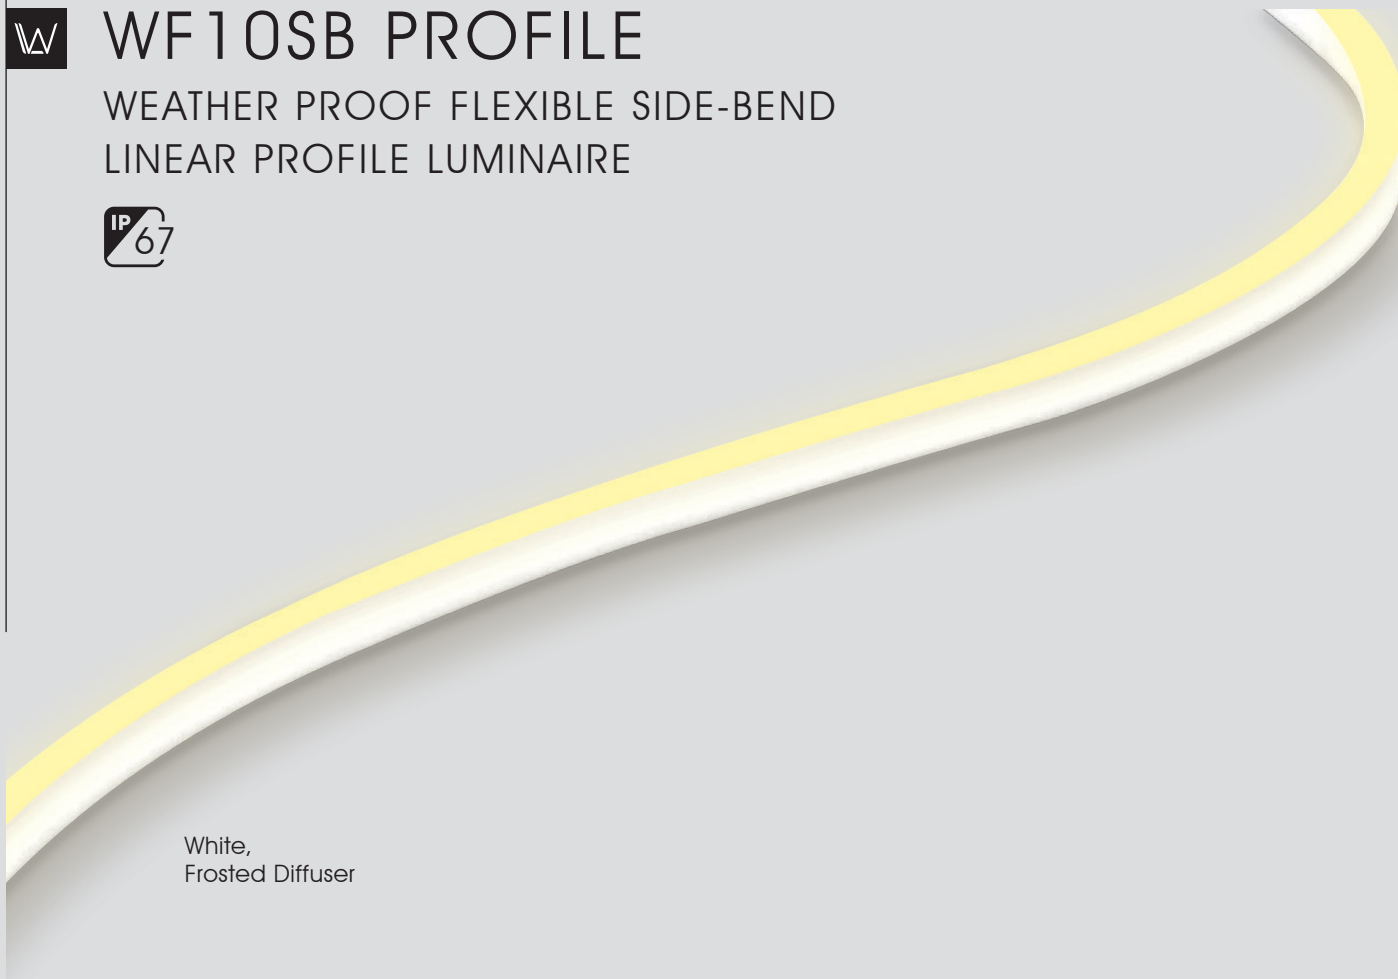 W
WF10SB PROFILE
WEATHER PROOF FLEXIBLE SIDE-BEND
LINEAR PROFILE LUMINAIRE
IP
67
White,
Frosted Diffuser